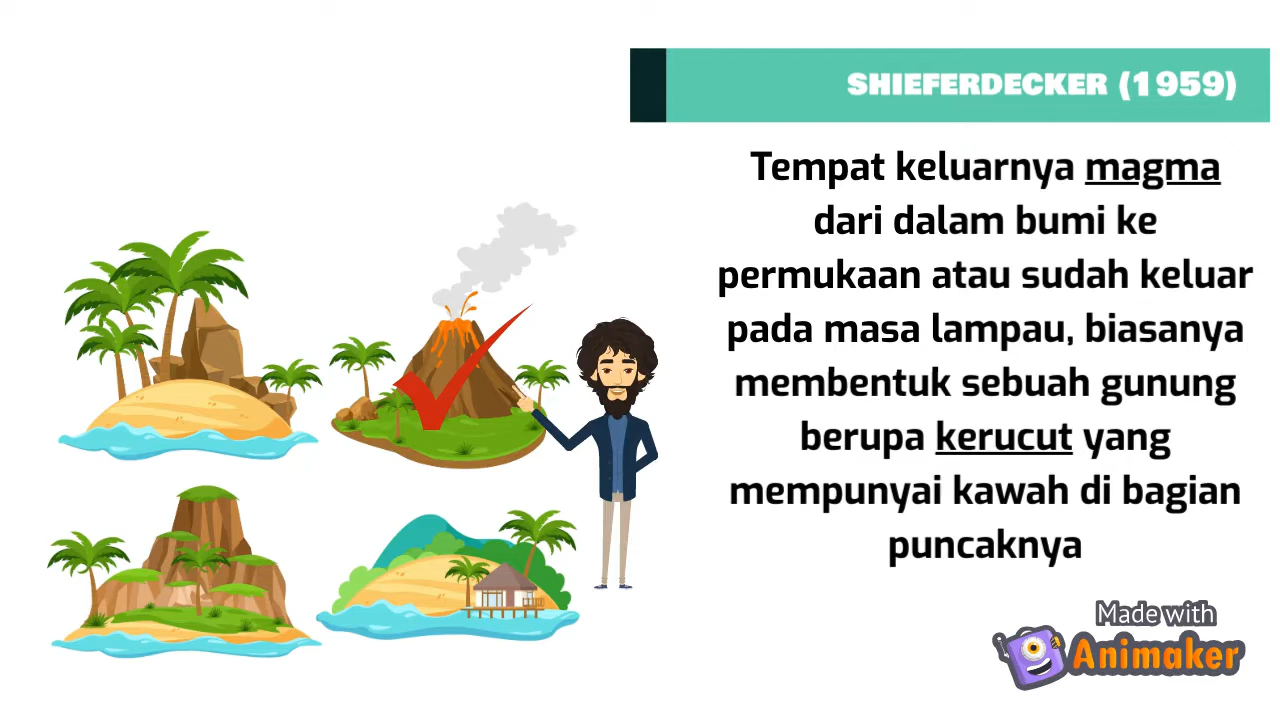 SHIEFERDECKER (1959)
Tempat keluarnya magma
dari dalam bumi ke
permukaan atau sudah keluar
pada masa lampau, biasanya
membentuk sebuah gunung
berupa kerucut yang
mempunyai kawah di bagian
puncaknya
Made with
Animaker